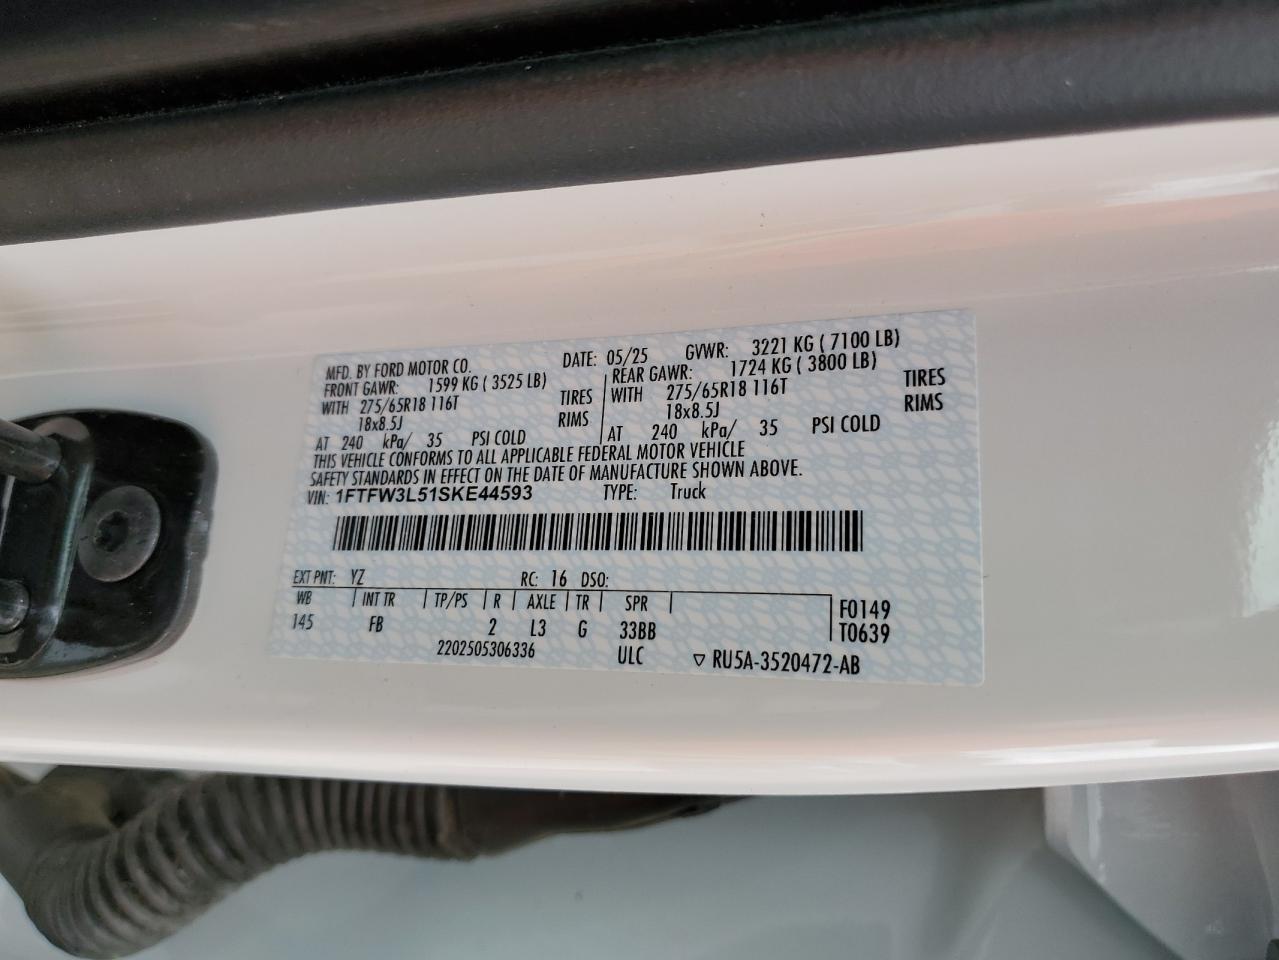 MFD. BY FORD MOTOR CO. DATE: 05/25 GVWR: 3221 KG ( 7100 LB)
FRONT GAWR: 1599 KG ( 3525 LB) REAR GAWR: 1724 KG ( 3800 LB)
WITH 275/65R18 116T TIRES WITH 275/65R18 116T TIRES
18x8.5J RIMS 18x8.5J RIMS
AT 240 kPa/ 35 PSI COLD AT 240 kPa/ 35 PSI COLD
THIS VEHICLE CONFORMS TO ALL APPLICABLE FEDERAL MOTOR VEHICLE
SAFETY STANDARDS IN EFFECT ON THE DATE OF MANUFACTURE SHOWN ABOVE.
VIN: 1FTFW3L51SKE44593 TYPE: Truck
EXT PNT: YZ RC: 16 DSO:
WB INT TR TP/PS R AXLE TR SPR F0149
145 FB 2 L3 G 33BB T0639
2202505306336 ULC ▽ RU5A-3520472-AB